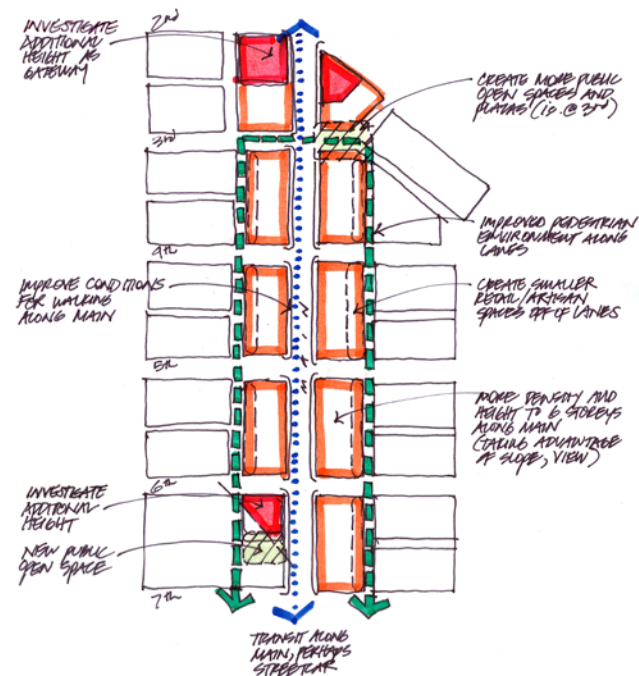 2nd
INVESTIGATE
ADDITIONAL
HEIGHT AS
GATEWAY
CREATE MORE PUBLIC
OPEN SPACES AND
PLAZAS (ie. @ 3rd)
3rd
IMPROVED PEDESTRIAN
ENVIRONMENT ALONG
LANES
4th
IMPROVE CONDITIONS
FOR WALKING
ALONG MAIN
CREATE SMALLER
RETAIL/ARTISAN
SPACES OFF OF LANES
MAIN
5th
MORE DENSITY AND
HEIGHT TO 6 STOREYS
ALONG MAIN
(TAKING ADVANTAGE
OF SLOPE, VIEW)
6th
INVESTIGATE
ADDITIONAL
HEIGHT
NEW PUBLIC
OPEN SPACE
7th
TRANSIT ALONG
MAIN, PERHAPS
STREETCAR